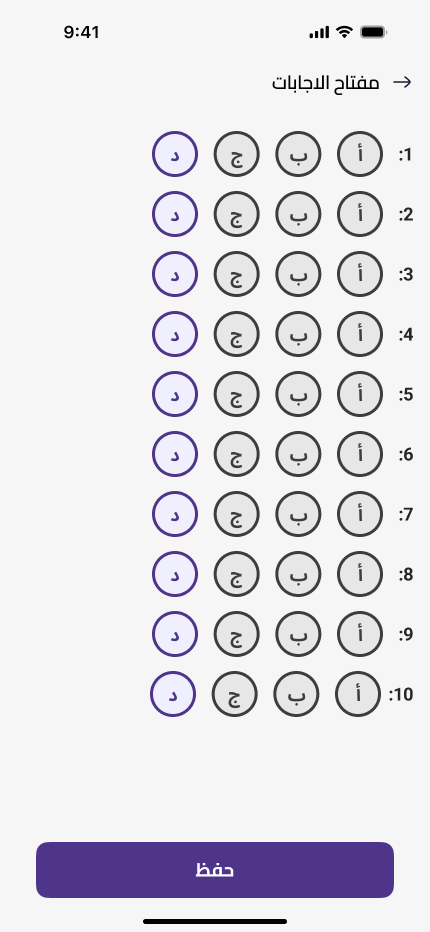 9:41
مفتاح الاجابات
1: أ ب ج د
2: أ ب ج د
3: أ ب ج د
4: أ ب ج د
5: أ ب ج د
6: أ ب ج د
7: أ ب ج د
8: أ ب ج د
9: أ ب ج د
10: أ ب ج د
حفظ